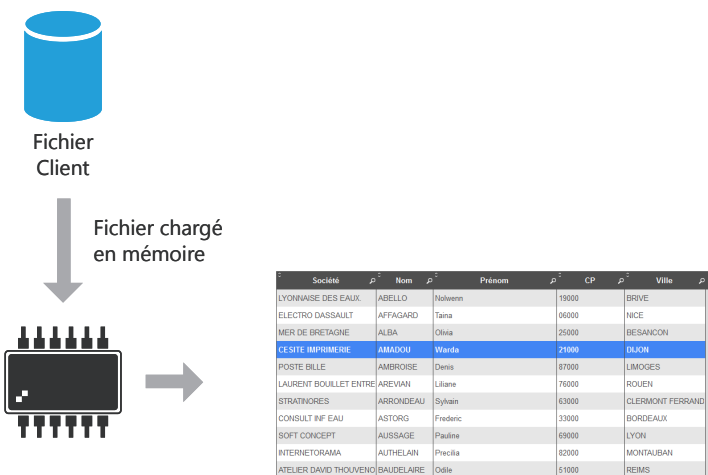 Fichier
Client
Fichier chargé
en mémoire
Société Nom Prénom CP Ville
LYONNAISE DES EAUX. ABELLO Nolwenn 19000 BRIVE
ELECTRO DASSAULT AFFAGARD Taina 06000 NICE
MER DE BRETAGNE ALBA Olivia 25000 BESANCON
CESITE IMPRIMERIE AMADOU Warda 21000 DIJON
POSTE BILLE AMBROISE Denis 87000 LIMOGES
LAURENT BOUILLET ENTRE AREVIAN Liliane 76000 ROUEN
STRATINORES ARRONDEAU Sylvain 63000 CLERMONT FERRAND
CONSULT INF EAU ASTORG Frederic 33000 BORDEAUX
SOFT CONCEPT AUSSAGE Pauline 69000 LYON
INTERNETORAMA AUTHELAIN Precilia 82000 MONTAUBAN
ATELIER DAVID THOUVENO BAUDELAIRE Odile 51000 REIMS